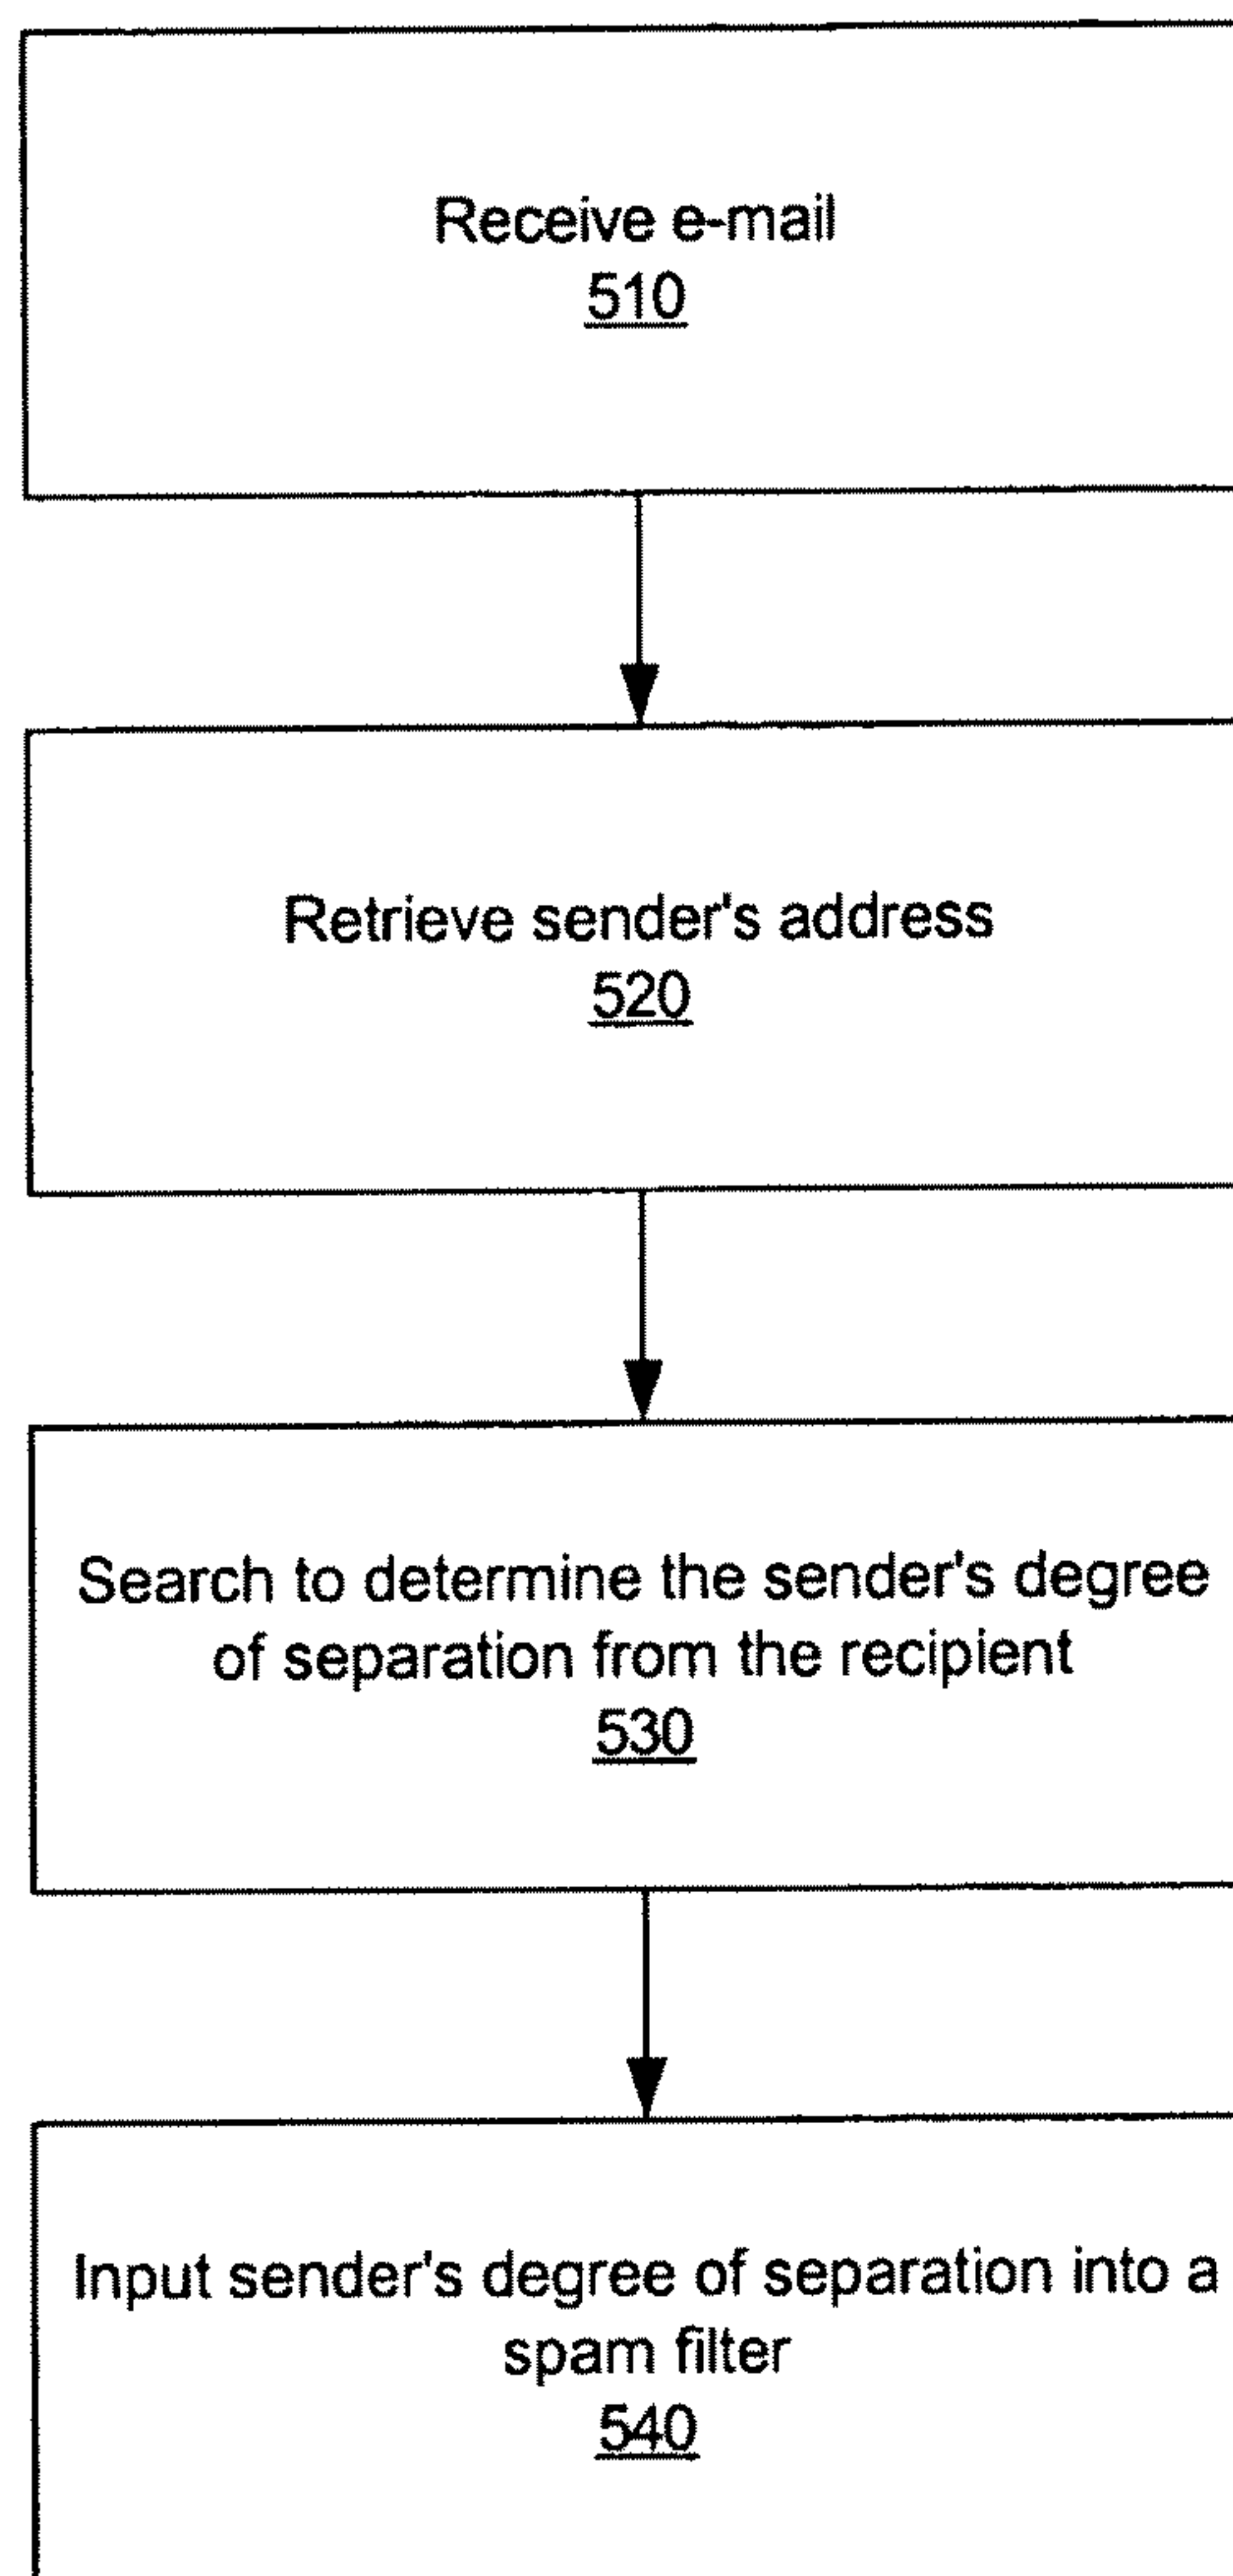 Receive e-mail
510
Retrieve sender's address
520
Search to determine the sender's degree
of separation from the recipient
530
Input sender's degree of separation into a
spam filter
540